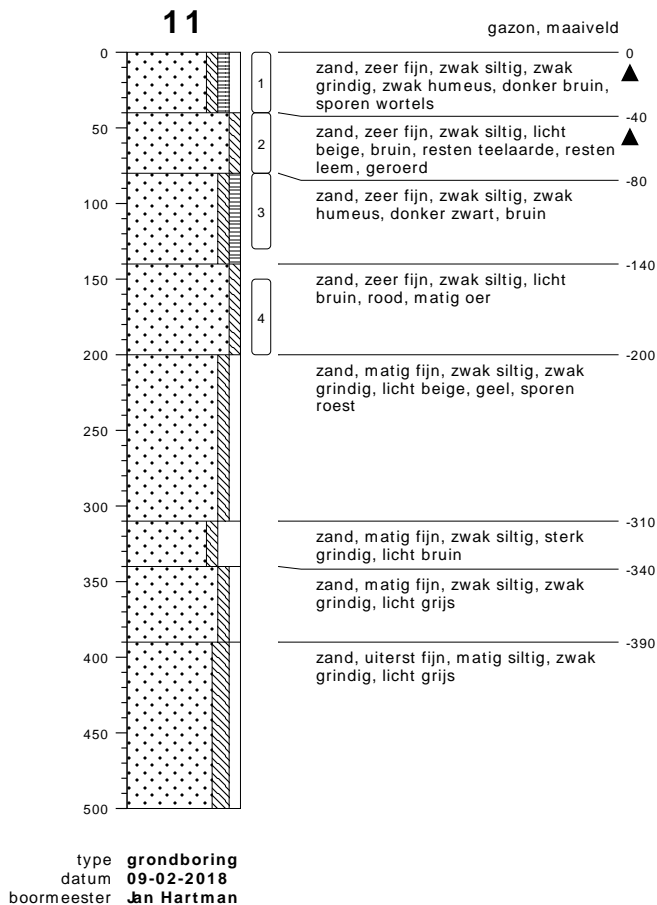 11
gazon, maaiveld
0
50
100
150
200
250
300
350
400
450
500
1
2
3
4
0
zand, zeer fijn, zwak siltig, zwak
grindig, zwak humeus, donker bruin,
sporen wortels
-40
zand, zeer fijn, zwak siltig, licht
beige, bruin, resten teelaarde, resten
leem, geroerd
-80
zand, zeer fijn, zwak siltig, zwak
humeus, donker zwart, bruin
-140
zand, zeer fijn, zwak siltig, licht
bruin, rood, matig oer
-200
zand, matig fijn, zwak siltig, zwak
grindig, licht beige, geel, sporen
roest
-310
zand, matig fijn, zwak siltig, sterk
grindig, licht bruin
-340
zand, matig fijn, zwak siltig, zwak
grindig, licht grijs
-390
zand, uiterst fijn, matig siltig, zwak
grindig, licht grijs
type grondboring
datum 09-02-2018
boormeester Jan Hartman